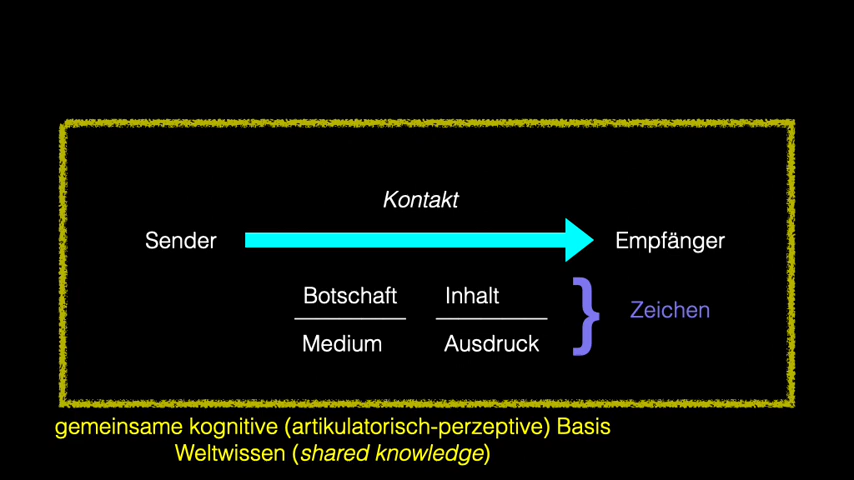 Kontakt
Sender
Empfänger
Botschaft
Inhalt
Zeichen
Medium
Ausdruck
gemeinsame kognitive (artikulatorisch-perzeptive) Basis
Weltwissen (shared knowledge)